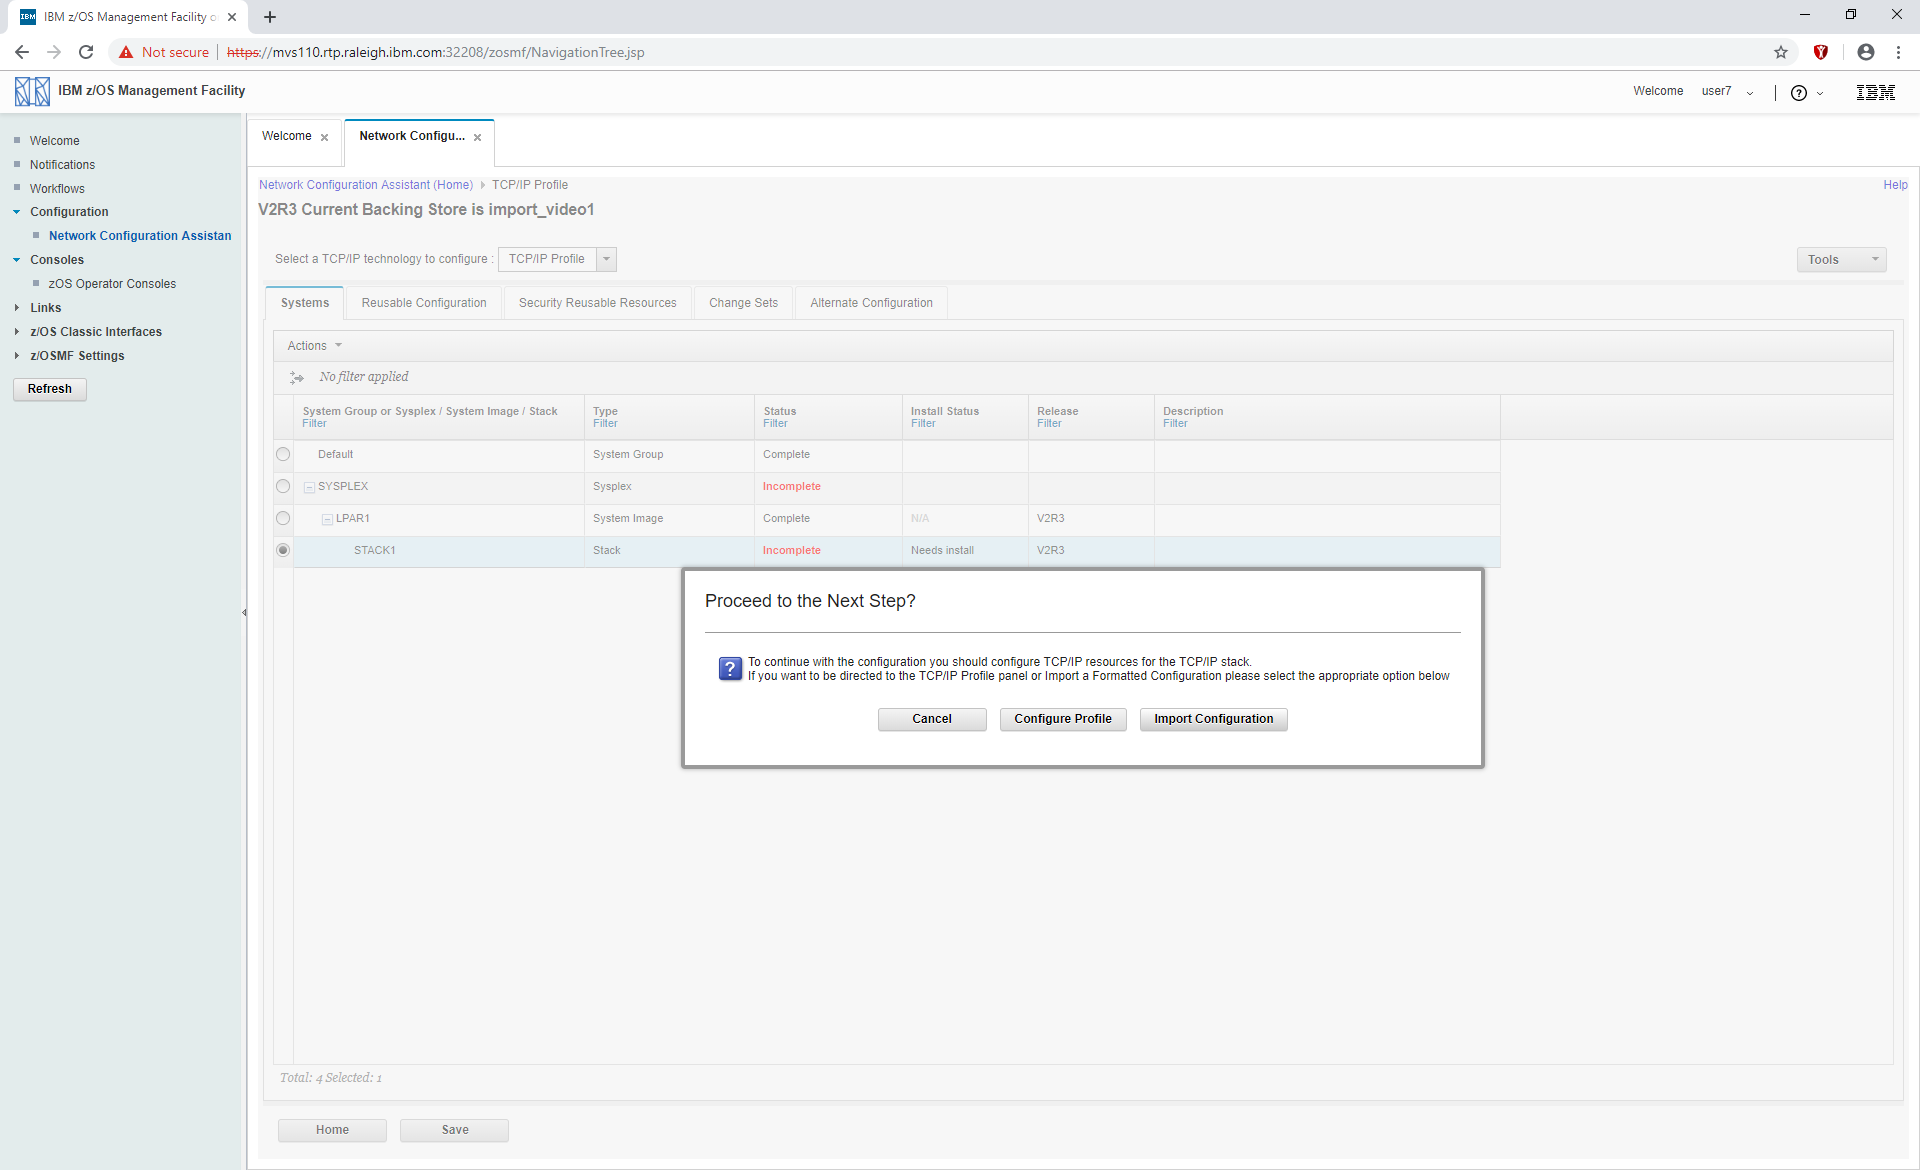 IBM z/OS Management Facility o
Not secure
https://mvs110.rtp.raleigh.ibm.com:32208/zosmf/NavigationTree.jsp
IBM z/OS Management Facility
Welcome user7
IBM
Welcome
Notifications
Workflows
Configuration
Network Configuration Assistan
Consoles
zOS Operator Consoles
Links
z/OS Classic Interfaces
z/OSMF Settings
Refresh
Welcome
Network Configu...
Network Configuration Assistant (Home) TCP/IP Profile
Help
V2R3 Current Backing Store is import_video1
Select a TCP/IP technology to configure : TCP/IP Profile
Tools
Systems Reusable Configuration Security Reusable Resources Change Sets Alternate Configuration
Actions
No filter applied
System Group or Sysplex / System Image / Stack Type Status Install Status Release Description
Filter Filter Filter Filter Filter Filter
Default System Group Complete
SYSPLEX Sysplex Incomplete
LPAR1 System Image Complete N/A V2R3
STACK1 Stack Incomplete Needs install V2R3
Proceed to the Next Step?
? To continue with the configuration you should configure TCP/IP resources for the TCP/IP stack.
If you want to be directed to the TCP/IP Profile panel or Import a Formatted Configuration please select the appropriate option below
Cancel Configure Profile Import Configuration
Total: 4 Selected: 1
Home Save